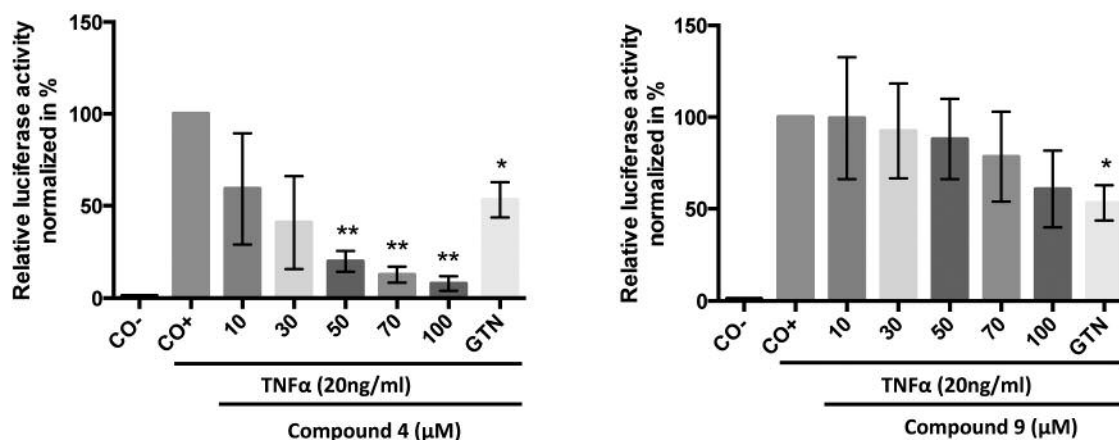 Relative luciferase activity
normalized in %
150
100
50
0
**
**
**
*
CO-
CO+
10
30
50
70
100
GTN
TNFα (20ng/ml)
Compound 4 (µM)
Relative luciferase activity
normalized in %
150
100
50
0
*
CO-
CO+
10
30
50
70
100
GTN
TNFα (20ng/ml)
Compound 9 (µM)